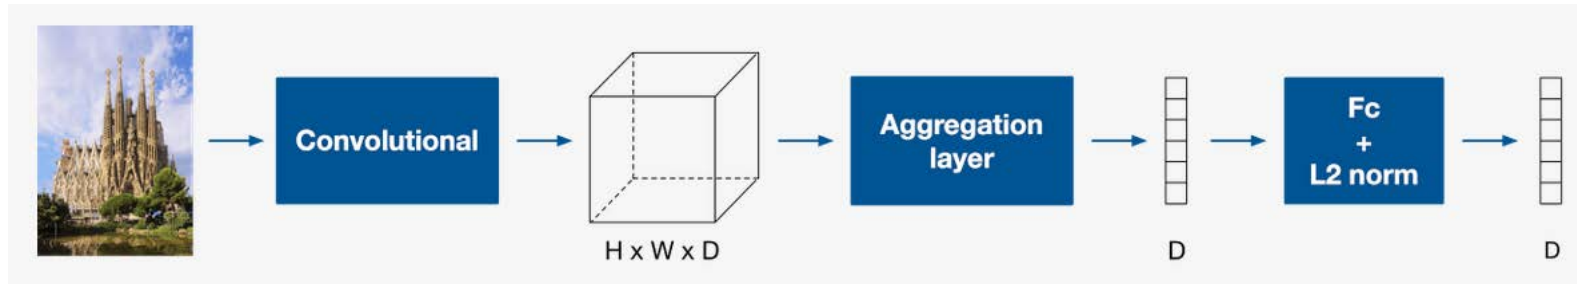 Convolutional
H x W x D
Aggregation
layer
D
Fc
+
L2 norm
D